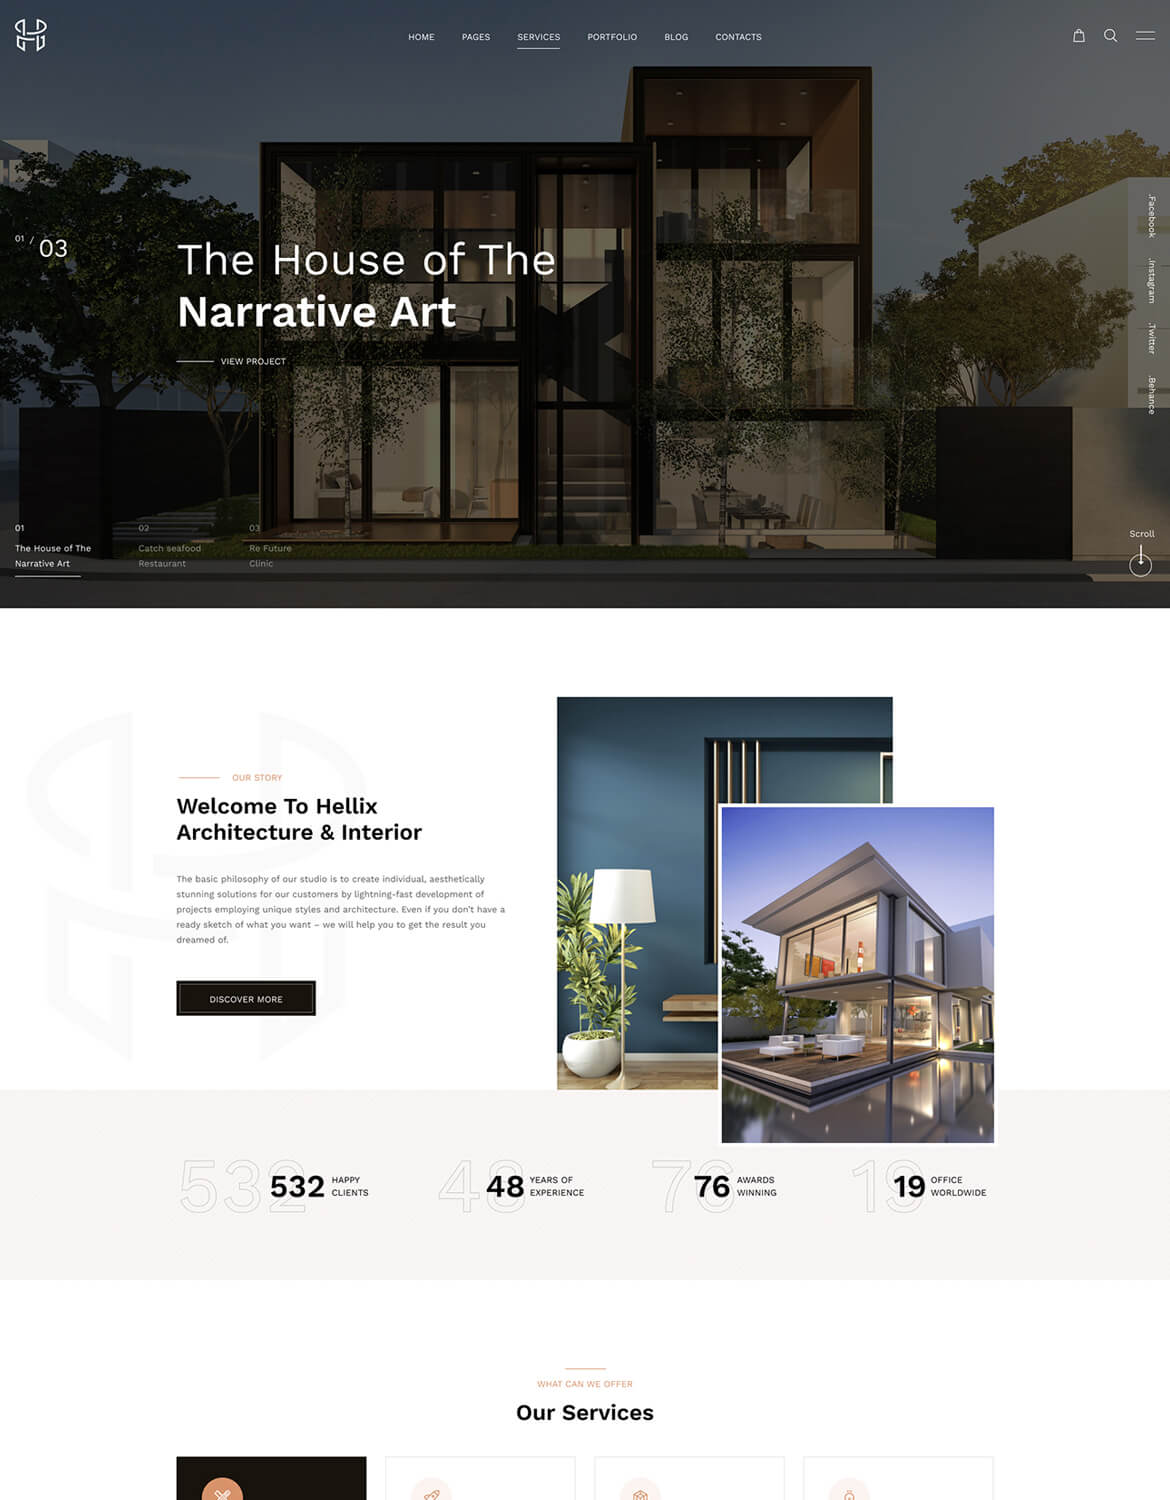 HOME
PAGES
SERVICES
PORTFOLIO
BLOG
CONTACTS
.Facebook
.Instagram
.Twitter
.Behance
01 / 03
The House of The
Narrative Art
VIEW PROJECT
01
The House of The
Narrative Art
02
Catch seafood
Restaurant
03
Re Future
Clinic
Scroll
OUR STORY
Welcome To Hellix
Architecture & Interior
The basic philosophy of our studio is to create individual, aesthetically
stunning solutions for our customers by lightning-fast development of
projects employing unique styles and architecture. Even if you don’t have a
ready sketch of what you want – we will help you to get the result you
dreamed of.
DISCOVER MORE
532
532
HAPPY
CLIENTS
48
48
YEARS OF
EXPERIENCE
76
76
AWARDS
WINNING
19
19
OFFICE
WORLDWIDE
WHAT CAN WE OFFER
Our Services